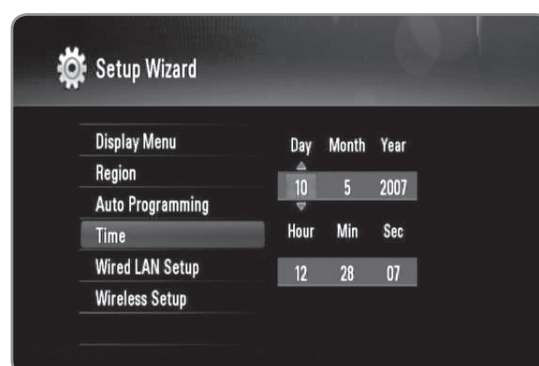 Setup Wizard
Display Menu
Region
Auto Programming
Time
Wired LAN Setup
Wireless Setup
Day Month Year
10 5 2007
Hour Min Sec
12 28 07